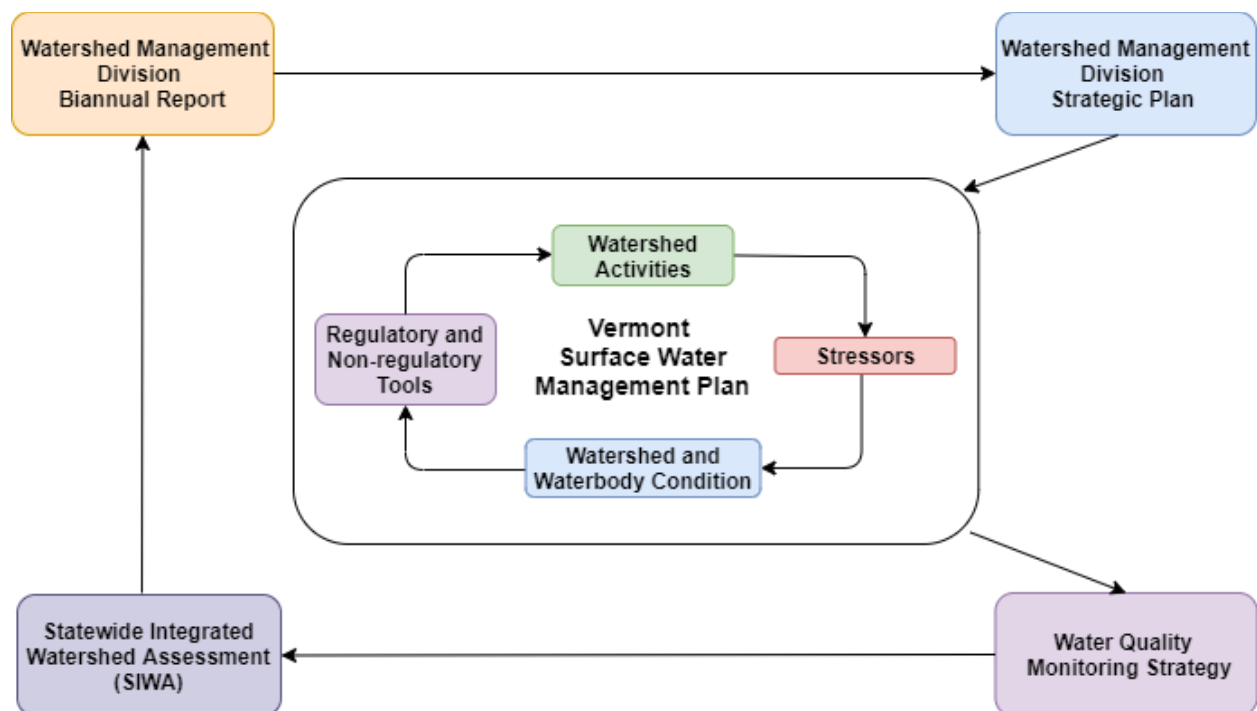 Watershed Management
Division
Biannual Report
Watershed Management
Division
Strategic Plan
Watershed
Activities
Regulatory and
Non-regulatory
Tools
Vermont
Surface Water
Management Plan
Stressors
Watershed and
Waterbody Condition
Statewide Integrated
Watershed Assessment
(SIWA)
Water Quality
Monitoring Strategy